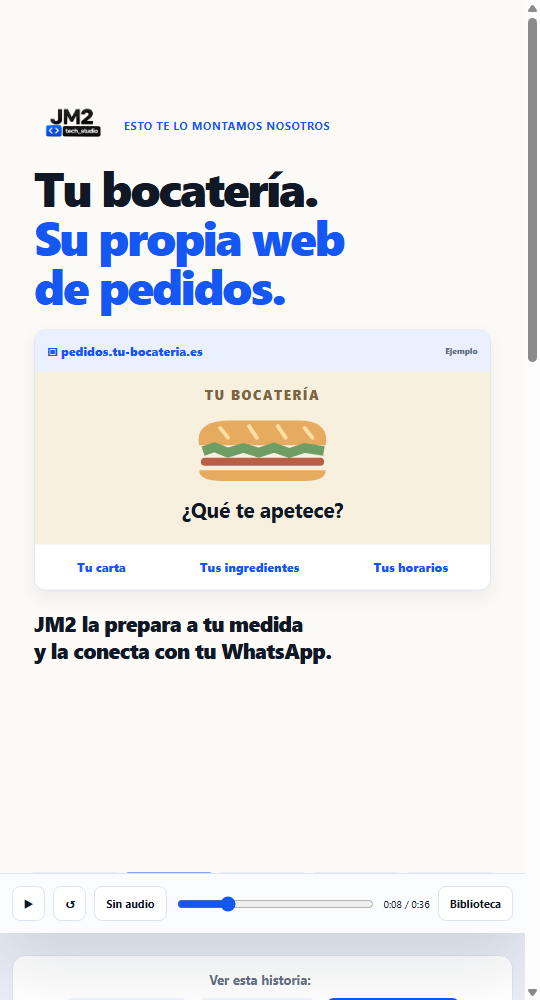 JM2
<> tech_studio
ESTO TE LO MONTAMOS NOSOTROS
Tu bocatería.
Su propia web
de pedidos.
pedidos.tu-bocateria.es
Ejemplo
TU BOCATERÍA
¿Qué te apetece?
Tu carta
Tus ingredientes
Tus horarios
JM2 la prepara a tu medida
y la conecta con tu WhatsApp.
Sin audio
0:08 / 0:36
Biblioteca
Ver esta historia: